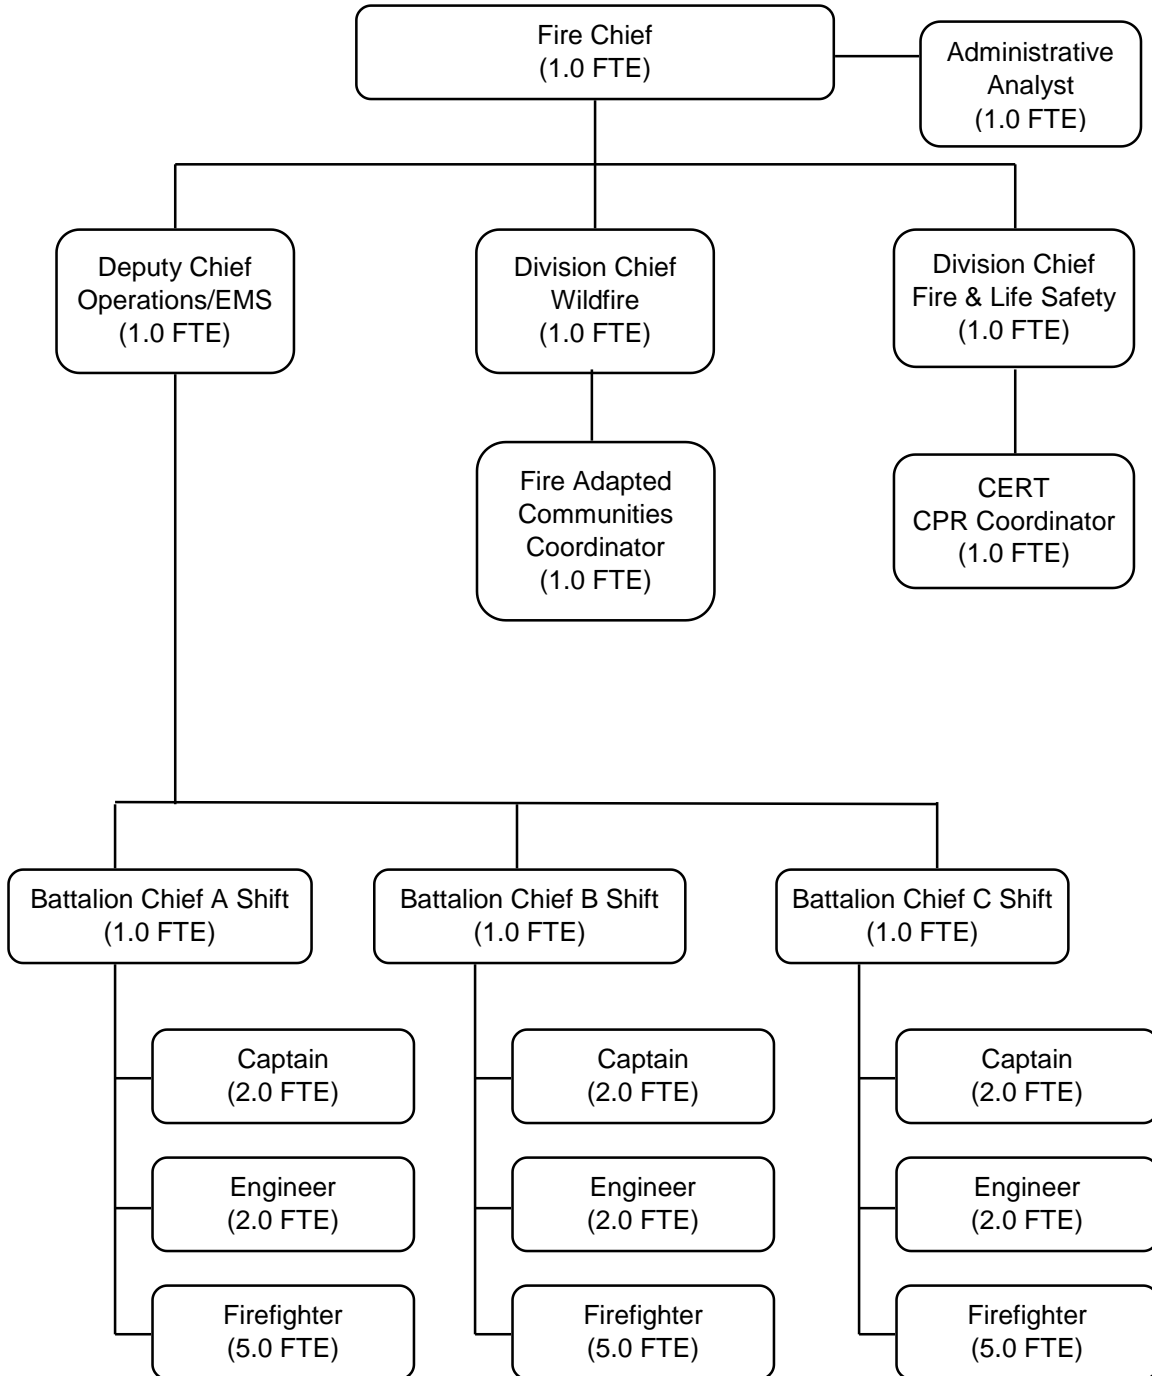 Fire Chief
(1.0 FTE)
Administrative
Analyst
(1.0 FTE)
Deputy Chief
Operations/EMS
(1.0 FTE)
Division Chief
Wildfire
(1.0 FTE)
Division Chief
Fire & Life Safety
(1.0 FTE)
Fire Adapted
Communities
Coordinator
(1.0 FTE)
CERT
CPR Coordinator
(1.0 FTE)
Battalion Chief A Shift
(1.0 FTE)
Battalion Chief B Shift
(1.0 FTE)
Battalion Chief C Shift
(1.0 FTE)
Captain
(2.0 FTE)
Captain
(2.0 FTE)
Captain
(2.0 FTE)
Engineer
(2.0 FTE)
Engineer
(2.0 FTE)
Engineer
(2.0 FTE)
Firefighter
(5.0 FTE)
Firefighter
(5.0 FTE)
Firefighter
(5.0 FTE)